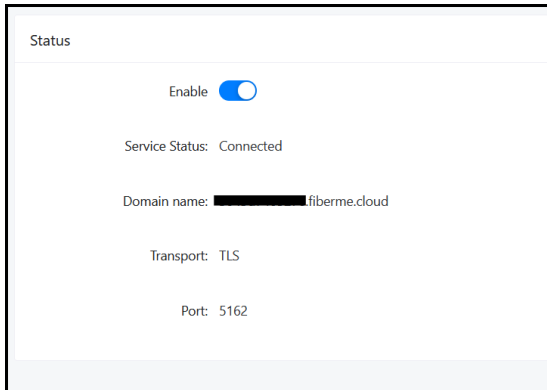 Status
Enable
Service Status: Connected
Domain name: .fiberme.cloud
Transport: TLS
Port: 5162